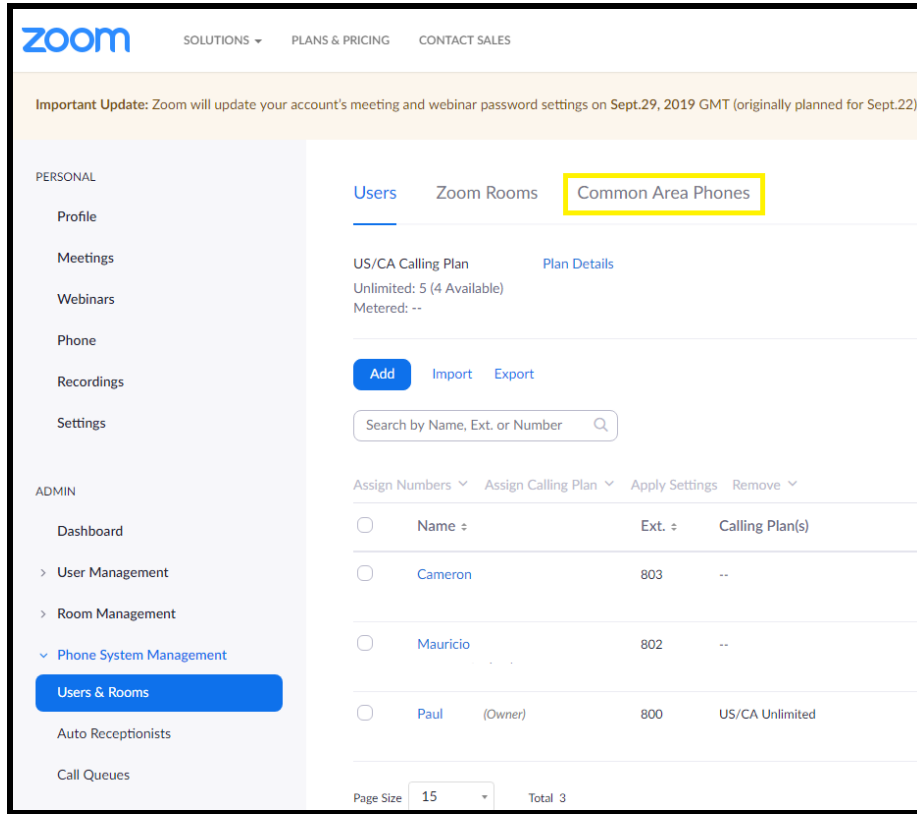 zoom SOLUTIONS PLANS & PRICING CONTACT SALES
Important Update: Zoom will update your account's meeting and webinar password settings on Sept.29, 2019 GMT (originally planned for Sept.22)
PERSONAL
Profile
Meetings
Webinars
Phone
Recordings
Settings
ADMIN
Dashboard
User Management
Room Management
Phone System Management
Users & Rooms
Auto Receptionists
Call Queues
Users Zoom Rooms Common Area Phones
US/CA Calling Plan Plan Details
Unlimited: 5 (4 Available)
Metered: --
Add Import Export
Search by Name, Ext. or Number
Assign Numbers Assign Calling Plan Apply Settings Remove
Name Ext. Calling Plan(s)
Cameron 803 --
Mauricio 802 --
Paul (Owner) 800 US/CA Unlimited
Page Size 15 Total 3